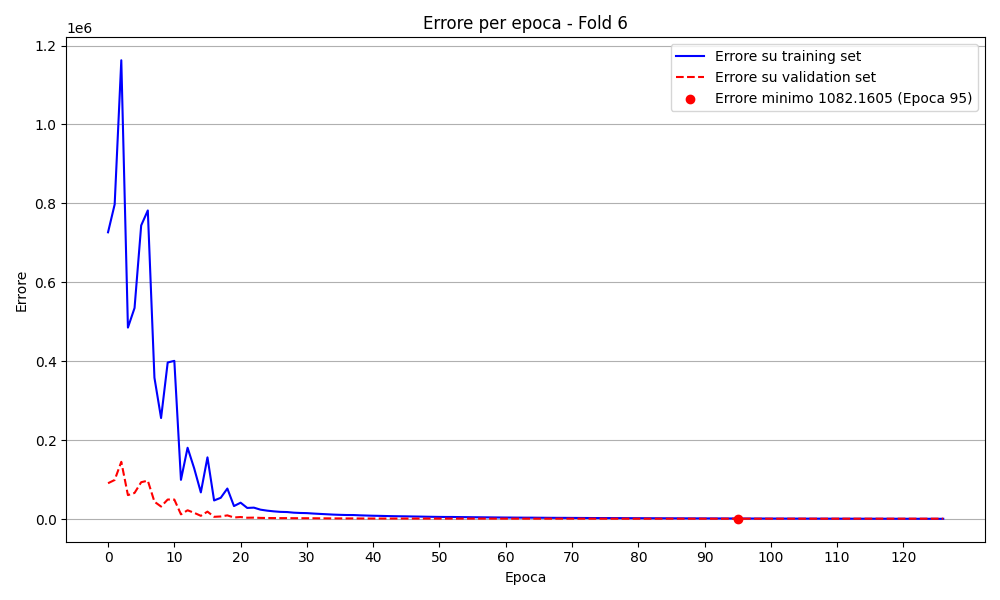 Errore per epoca - Fold 6
1e6
Errore su training set
Errore su validation set
Errore minimo 1082.1605 (Epoca 95)
1.2
1.0
0.8
0.6
0.4
0.2
0.0
Errore
0 10 20 30 40 50 60 70 80 90 100 110 120
Epoca